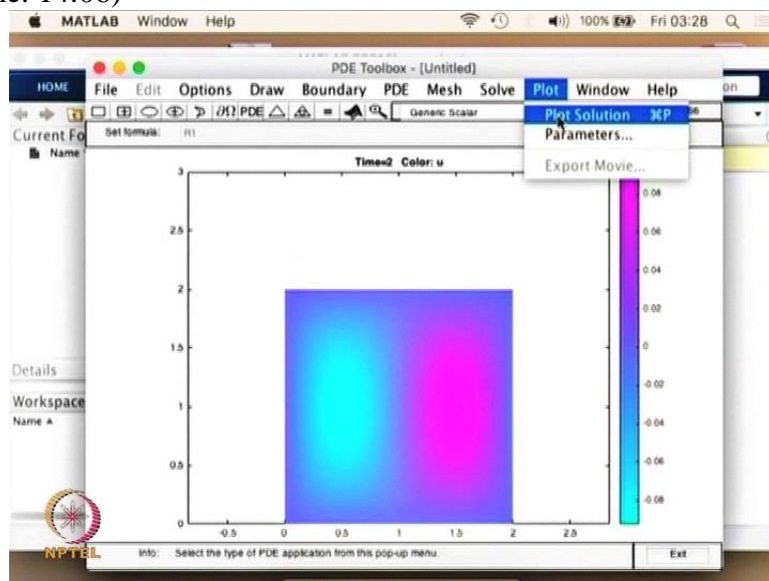 MATLAB Window Help 100% Fri 03:28
PDE Toolbox - [Untitled]
HOME File Edit Options Draw Boundary PDE Mesh Solve Plot Window Help
∂Ω PDE = Generic Scalar
Plot Solution ⌘P
Current Fo Set formula: R1 Parameters...
Name Time=2 Color: u Export Movie...
3
0.08
2.5 0.06
0.04
2
0.02
1.5 0
Details
-0.02
Workspace 1
Name -0.04
0.5 -0.06
-0.08
0
-0.5 0 0.5 1 1.5 2 2.5
NPTEL Info: Select the type of PDE application from this pop-up menu. Exit